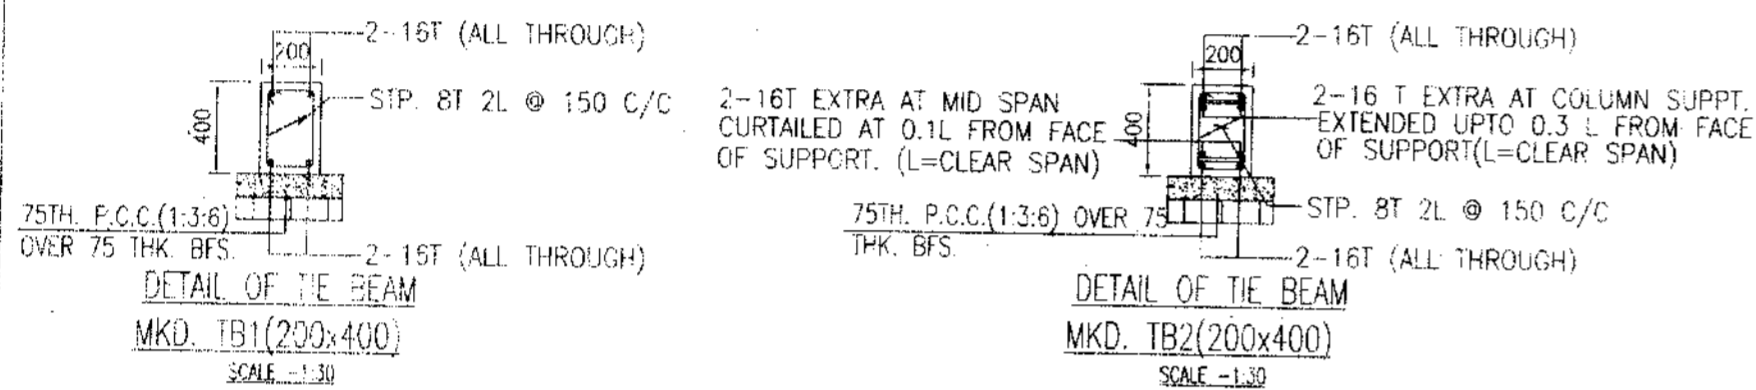 2-16T (ALL THROUGH)
200
400
STP. 8T 2L @ 150 C/C
75TH. P.C.C.(1:3:6)
OVER 75 THK. BFS.
2-16T (ALL THROUGH)
DETAIL OF TIE BEAM
MKD. TB1(200x400)
SCALE -1:30
2-16T (ALL THROUGH)
200
400
2-16T EXTRA AT MID SPAN
CURTAILED AT 0.1L FROM FACE
OF SUPPORT. (L=CLEAR SPAN)
2-16 T EXTRA AT COLUMN SUPPT.
EXTENDED UPTO 0.3 L FROM FACE
OF SUPPORT(L=CLEAR SPAN)
STP. 8T 2L @ 150 C/C
75TH. P.C.C.(1:3:6) OVER 75
THK. BFS.
2-16T (ALL THROUGH)
DETAIL OF TIE BEAM
MKD. TB2(200x400)
SCALE -1:30